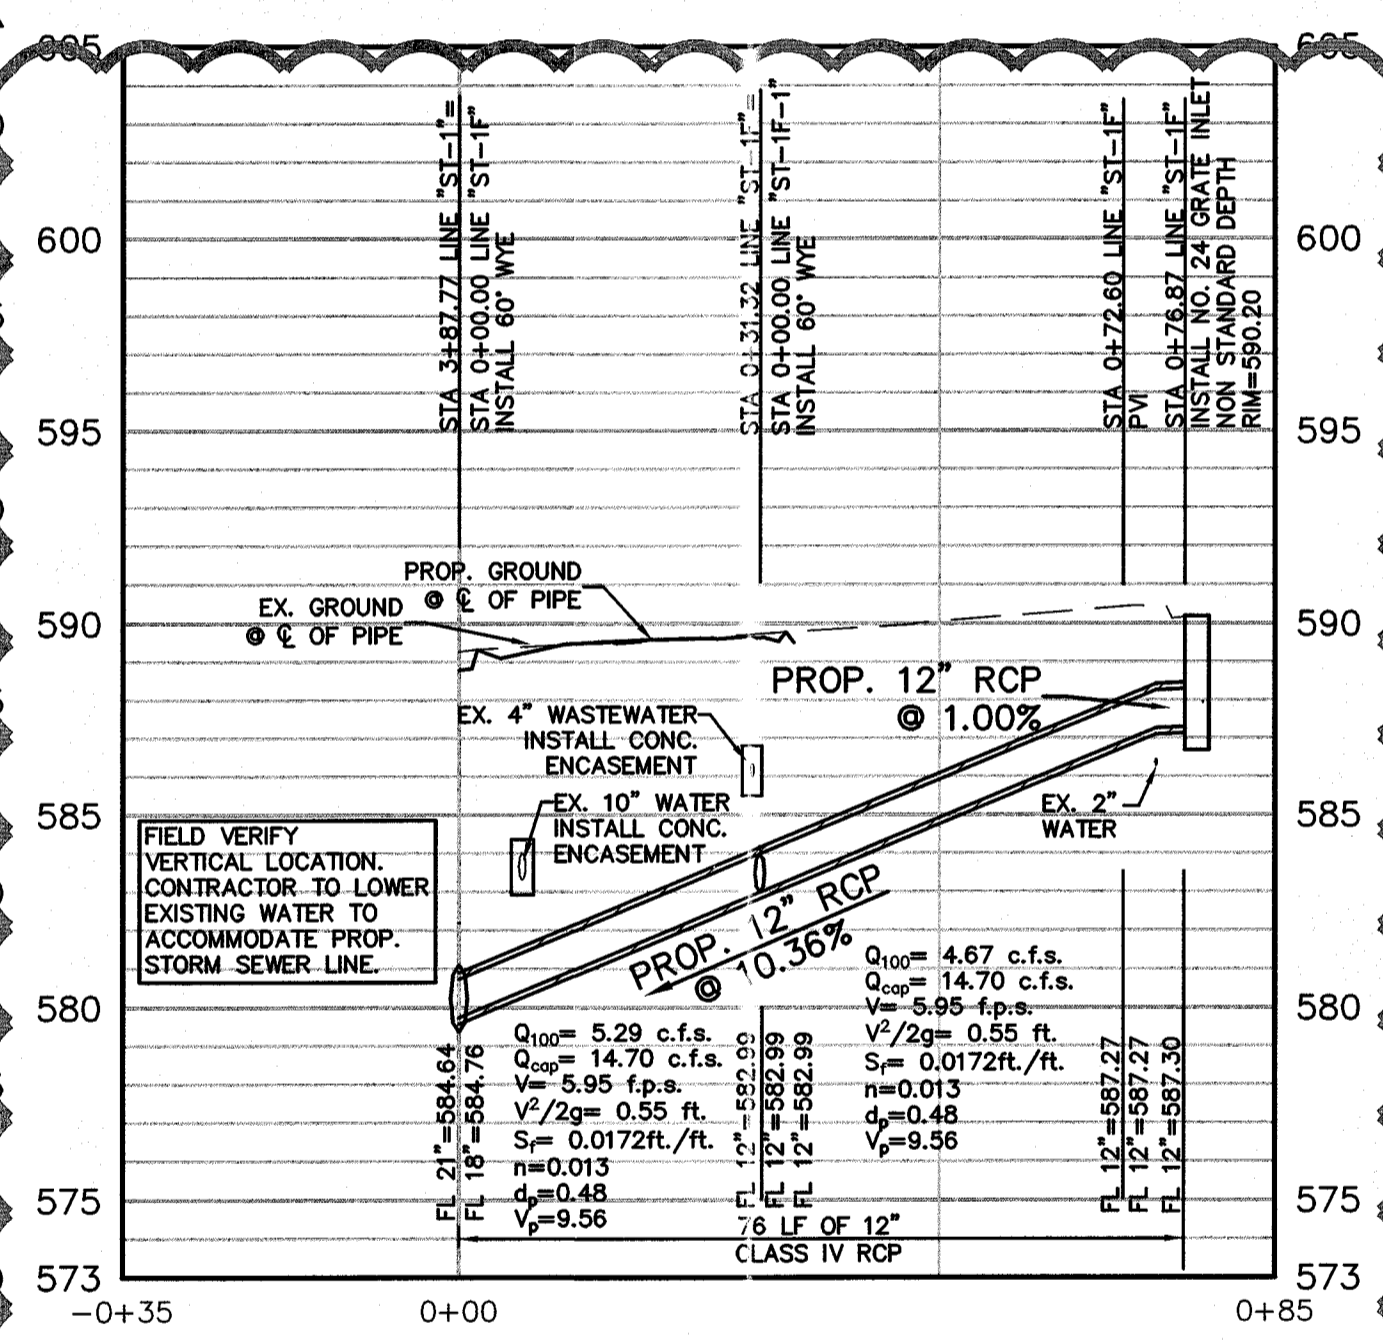 605
605
STA 3+87.77 LINE "ST-1"=
STA 0+00.00 LINE "ST-1F"
INSTALL 60° WYE
STA 0+31.32 LINE "ST-1F"=
STA 0+00.00 LINE "ST-1F-1"
INSTALL 60° WYE
STA 0+72.60 LINE "ST-1F"
PVI
STA 0+76.87 LINE "ST-1F"
INSTALL NO. 24 GRATE INLET
NON STANDARD DEPTH
RIM=590.20
600
600
595
595
PROP. GROUND
@ ℄ OF PIPE
EX. GROUND
@ ℄ OF PIPE
590
590
PROP. 12" RCP
@ 1.00%
EX. 4" WASTEWATER
INSTALL CONC.
ENCASEMENT
EX. 10" WATER
INSTALL CONC.
ENCASEMENT
EX. 2"
WATER
585
585
FIELD VERIFY
VERTICAL LOCATION.
CONTRACTOR TO LOWER
EXISTING WATER TO
ACCOMMODATE PROP.
STORM SEWER LINE.
PROP. 12" RCP
@ 10.36%
580
580
FL 21"=584.64
FL 18"=584.76
Q100= 5.29 c.f.s.
Qcap= 14.70 c.f.s.
V= 5.95 f.p.s.
V²/2g= 0.55 ft.
Sf= 0.0172ft./ft.
n=0.013
dp=0.48
Vp=9.56
FL 12"=582.99
FL 12"=582.99
FL 12"=582.99
Q100= 4.67 c.f.s.
Qcap= 14.70 c.f.s.
V= 5.95 f.p.s.
V²/2g= 0.55 ft.
Sf= 0.0172ft./ft.
n=0.013
dp=0.48
Vp=9.56
FL 12"=587.27
FL 12"=587.27
FL 12"=587.30
575
575
76 LF OF 12"
CLASS IV RCP
573
573
-0+35
0+00
0+85